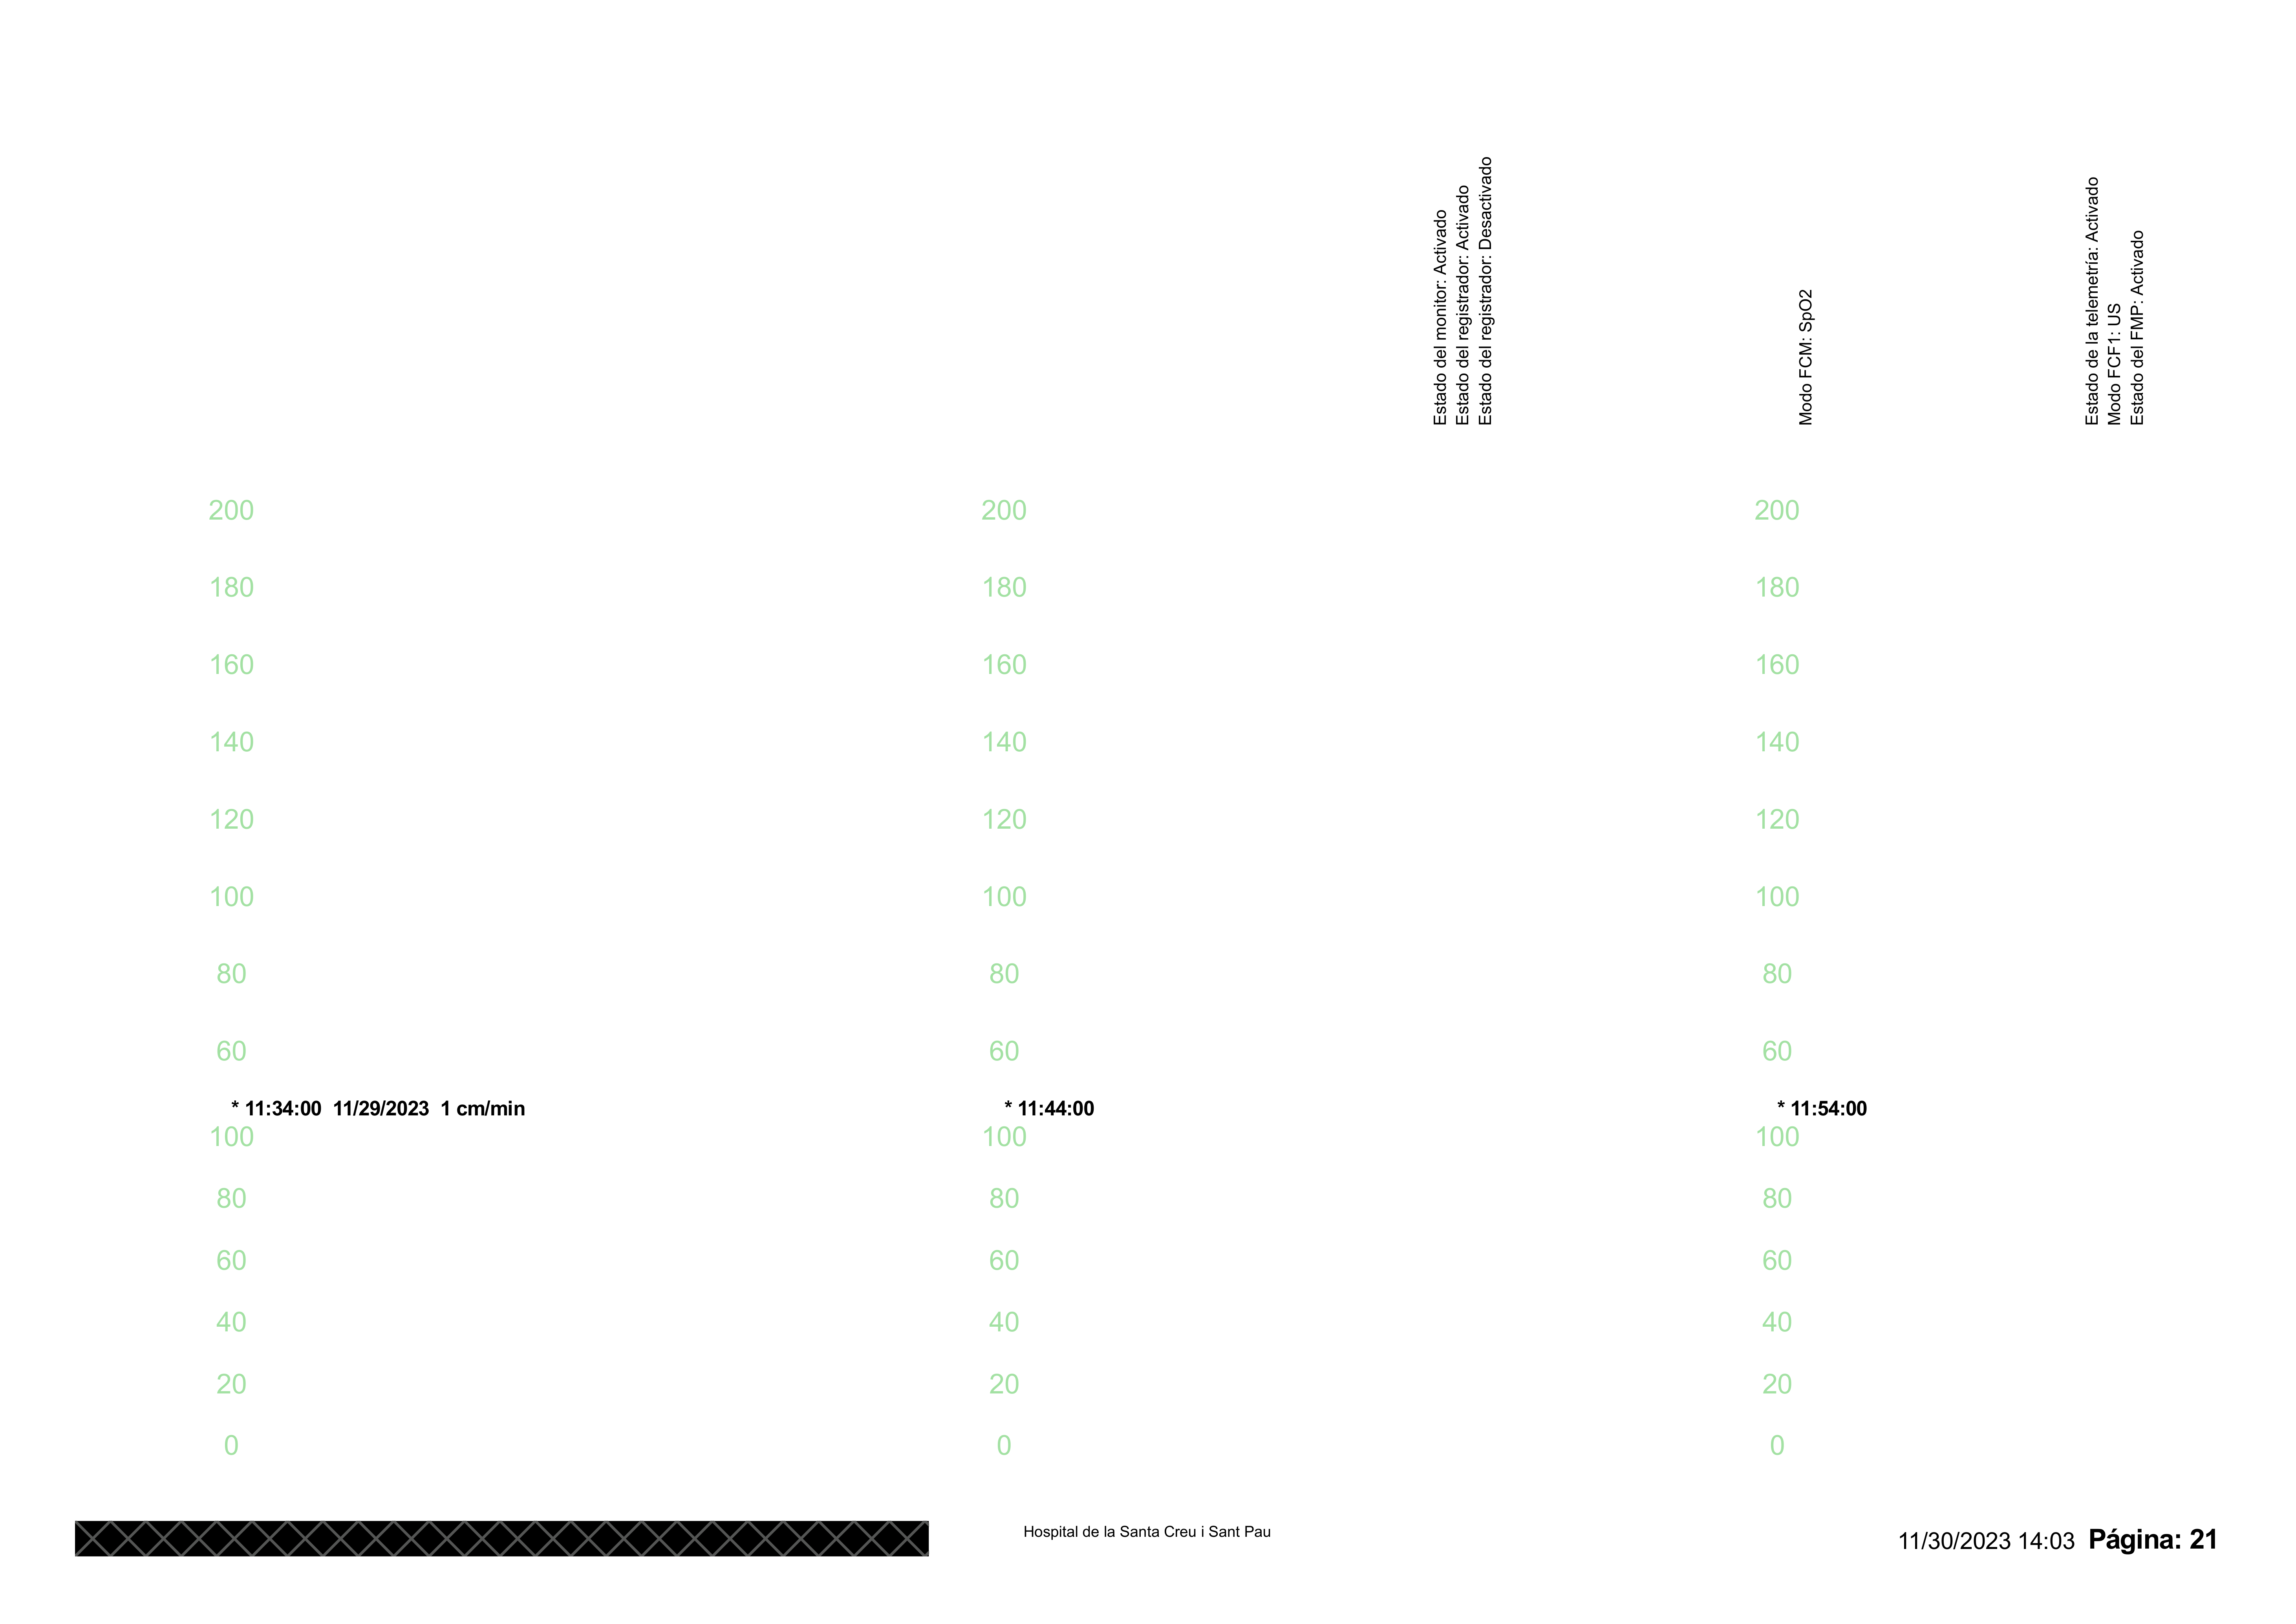 Estado del monitor: Activado
Estado del registrador: Activado
Estado del registrador: Desactivado
Modo FCM: SpO2
Estado de la telemetría: Activado
Modo FCF1: US
Estado del FMP: Activado
200 200 200
180 180 180
160 160 160
140 140 140
120 120 120
100 100 100
80 80 80
60 60 60
* 11:34:00 11/29/2023 1 cm/min * 11:44:00 * 11:54:00
100 100 100
80 80 80
60 60 60
40 40 40
20 20 20
0 0 0
Hospital de la Santa Creu i Sant Pau
11/30/2023 14:03 Página: 21